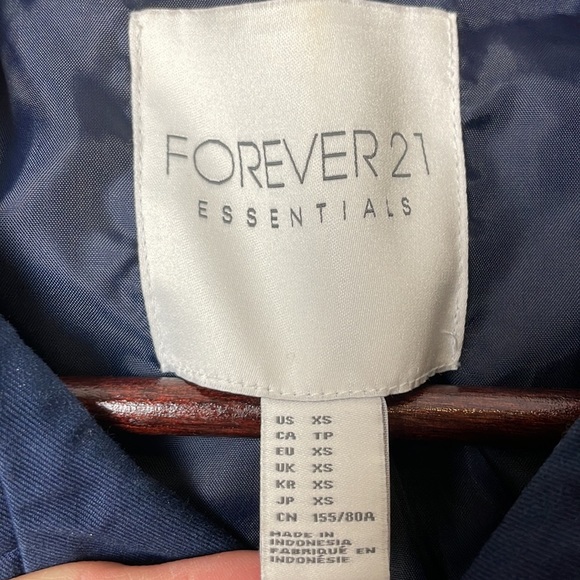 FOREVER 21
ESSENTIALS
US XS
CA TP
EU XS
UK XS
KR XS
JP XS
CN 155/80A
MADE IN
INDONESIA
FABRIQUÉ EN
INDONÉSIE